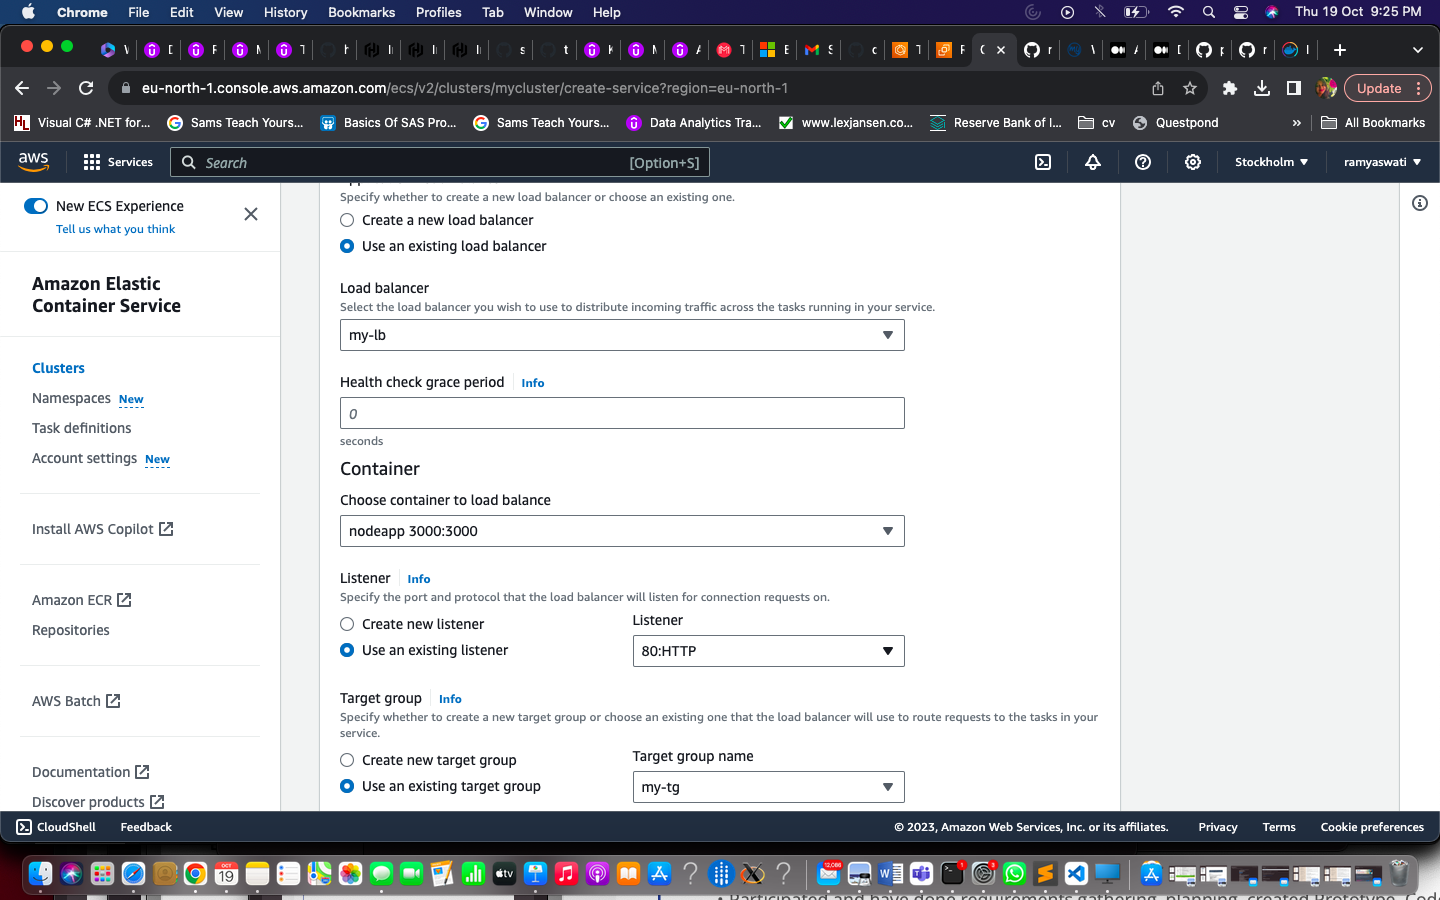 Chrome File Edit View History Bookmarks Profiles Tab Window Help Thu 19 Oct 9:25 PM
eu-north-1.console.aws.amazon.com/ecs/v2/clusters/mycluster/create-service?region=eu-north-1 Update
Visual C# .NET for... Sams Teach Yours... Basics Of SAS Pro... Sams Teach Yours... Data Analytics Tra... www.lexjansen.co... Reserve Bank of I... cv Questpond » All Bookmarks
aws Services Search [Option+S] Stockholm ramyaswati
New ECS Experience
Tell us what you think
Amazon Elastic
Container Service
Clusters
Namespaces New
Task definitions
Account settings New
Install AWS Copilot
Amazon ECR
Repositories
AWS Batch
Documentation
Discover products
Specify whether to create a new load balancer or choose an existing one.
Create a new load balancer
Use an existing load balancer
Load balancer
Select the load balancer you wish to use to distribute incoming traffic across the tasks running in your service.
my-lb
Health check grace period Info
0
seconds
Container
Choose container to load balance
nodeapp 3000:3000
Listener Info
Specify the port and protocol that the load balancer will listen for connection requests on.
Create new listener
Use an existing listener
Listener
80:HTTP
Target group Info
Specify whether to create a new target group or choose an existing one that the load balancer will use to route requests to the tasks in your
service.
Create new target group
Use an existing target group
Target group name
my-tg
CloudShell Feedback © 2023, Amazon Web Services, Inc. or its affiliates. Privacy Terms Cookie preferences
OCT
19
tv